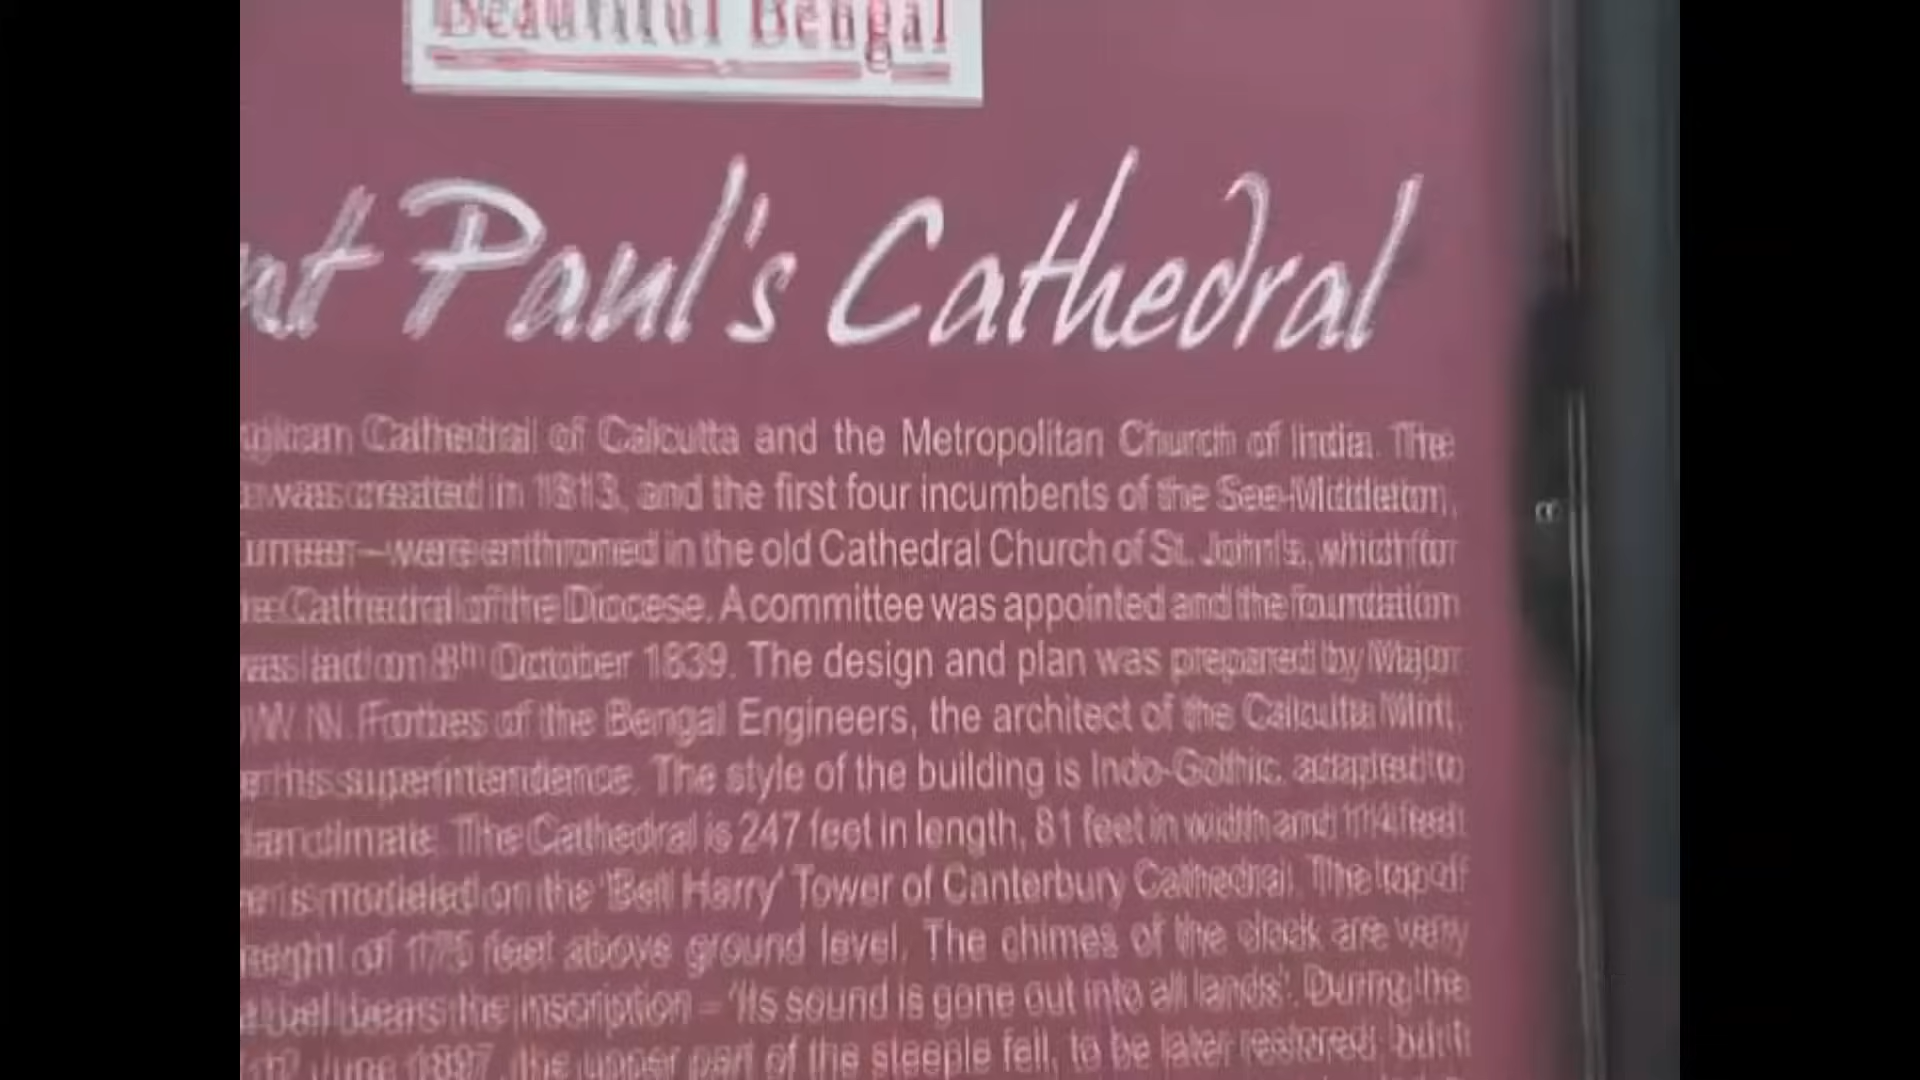 Beautiful Bengal
nt Paul's Cathedral
Cathedral of Calcutta and the Metropolitan Church of India. The
was created in 1813, and the first four incumbents of the See-Middleton,
were enthroned in the old Cathedral Church of St. John's, which for
Cathedral of the Diocese. A committee was appointed and the foundation
was laid on 8th October 1839. The design and plan was prepared by Major
W. N. Forbes of the Bengal Engineers, the architect of the Calcutta Mint,
his superintendence. The style of the building is Indo-Gothic, adapted to
climate. The Cathedral is 247 feet in length, 81 feet in width and 114 feet
is modeled on the 'Bell Harry' Tower of Canterbury Cathedral. The top of
height of 175 feet above ground level. The chimes of the clock are very
bell bears the inscription – 'Its sound is gone out into all lands'. During the
June 1897, the upper part of the steeple fell, to be later restored; but it